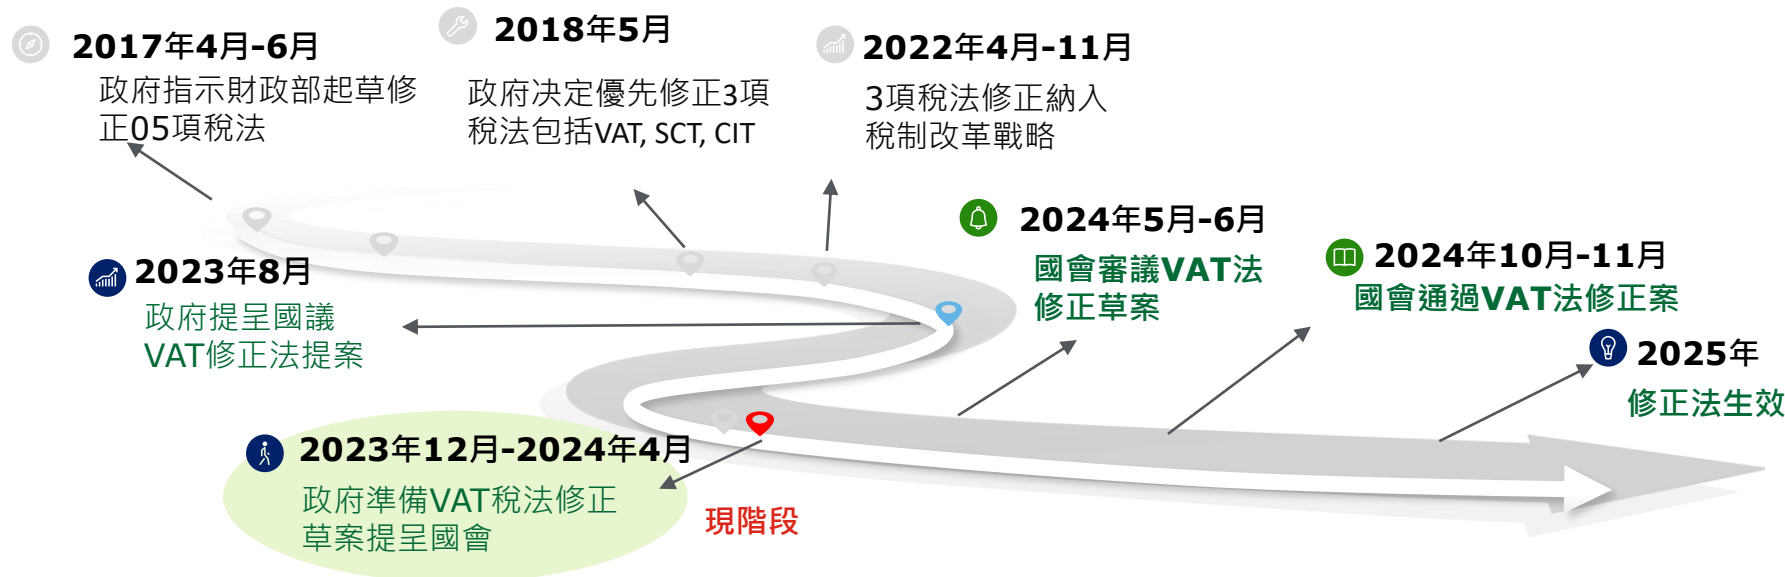 2017年4月-6月
政府指示財政部起草修
正05項稅法
2018年5月
政府決定優先修正3項
稅法包括VAT, SCT, CIT
2022年4月-11月
3項稅法修正納入
稅制改革戰略
2023年8月
政府提呈國議
VAT修正法提案
2023年12月-2024年4月
政府準備VAT稅法修正
草案提呈國會
現階段
2024年5月-6月
國會審議VAT法
修正草案
2024年10月-11月
國會通過VAT法修正案
2025年
修正法生效